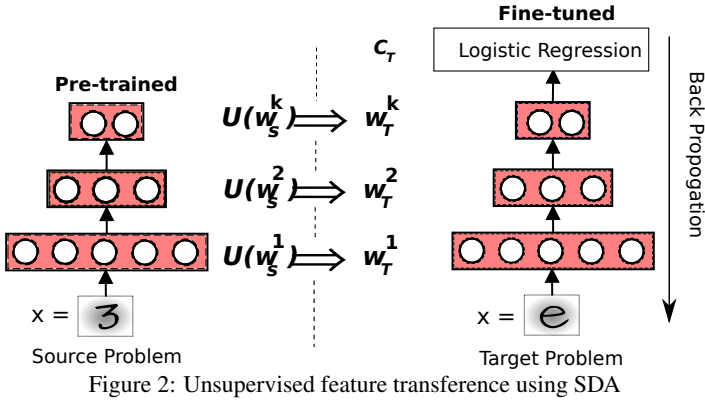 Fine-tuned
C_T
Logistic Regression
Pre-trained
U(w_s^k) ⟹ w_T^k
U(w_s^2) ⟹ w_T^2
U(w_s^1) ⟹ w_T^1
Back Propogation
x = 3
x = e
Source Problem
Target Problem
Figure 2: Unsupervised feature transference using SDA